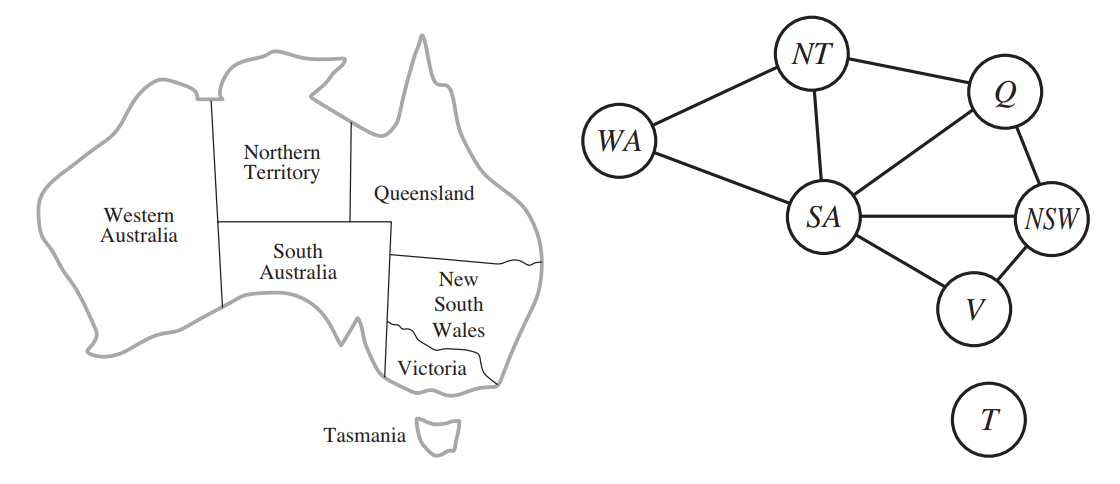 Northern
Territory
Western
Australia
Queensland
South
Australia
New
South
Wales
Victoria
Tasmania
NT
Q
WA
SA
NSW
V
T